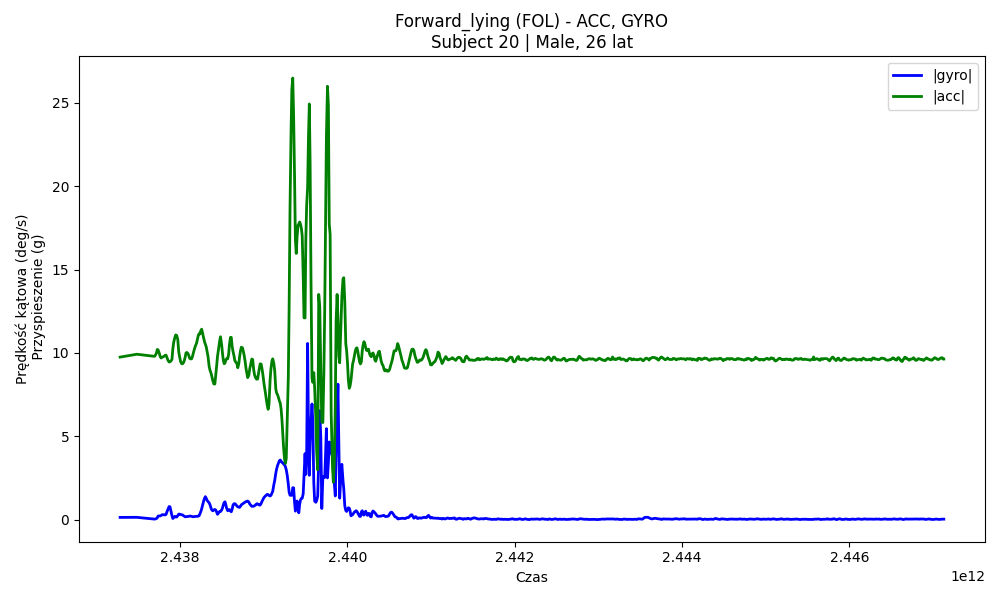 Forward_lying (FOL) - ACC, GYRO
Subject 20 | Male, 26 lat
|gyro|
|acc|
Prędkość kątowa (deg/s)
Przyspieszenie (g)
25
20
15
10
5
0
2.438
2.440
2.442
2.444
2.446
1e12
Czas